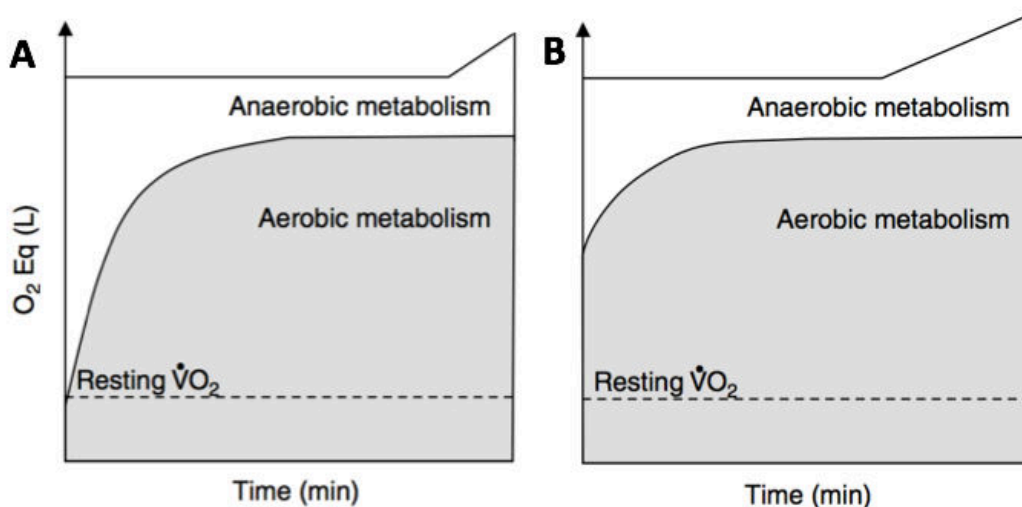 A
Anaerobic metabolism
Aerobic metabolism
O₂ Eq (L)
Resting V̇O₂
Time (min)
B
Anaerobic metabolism
Aerobic metabolism
Resting V̇O₂
Time (min)